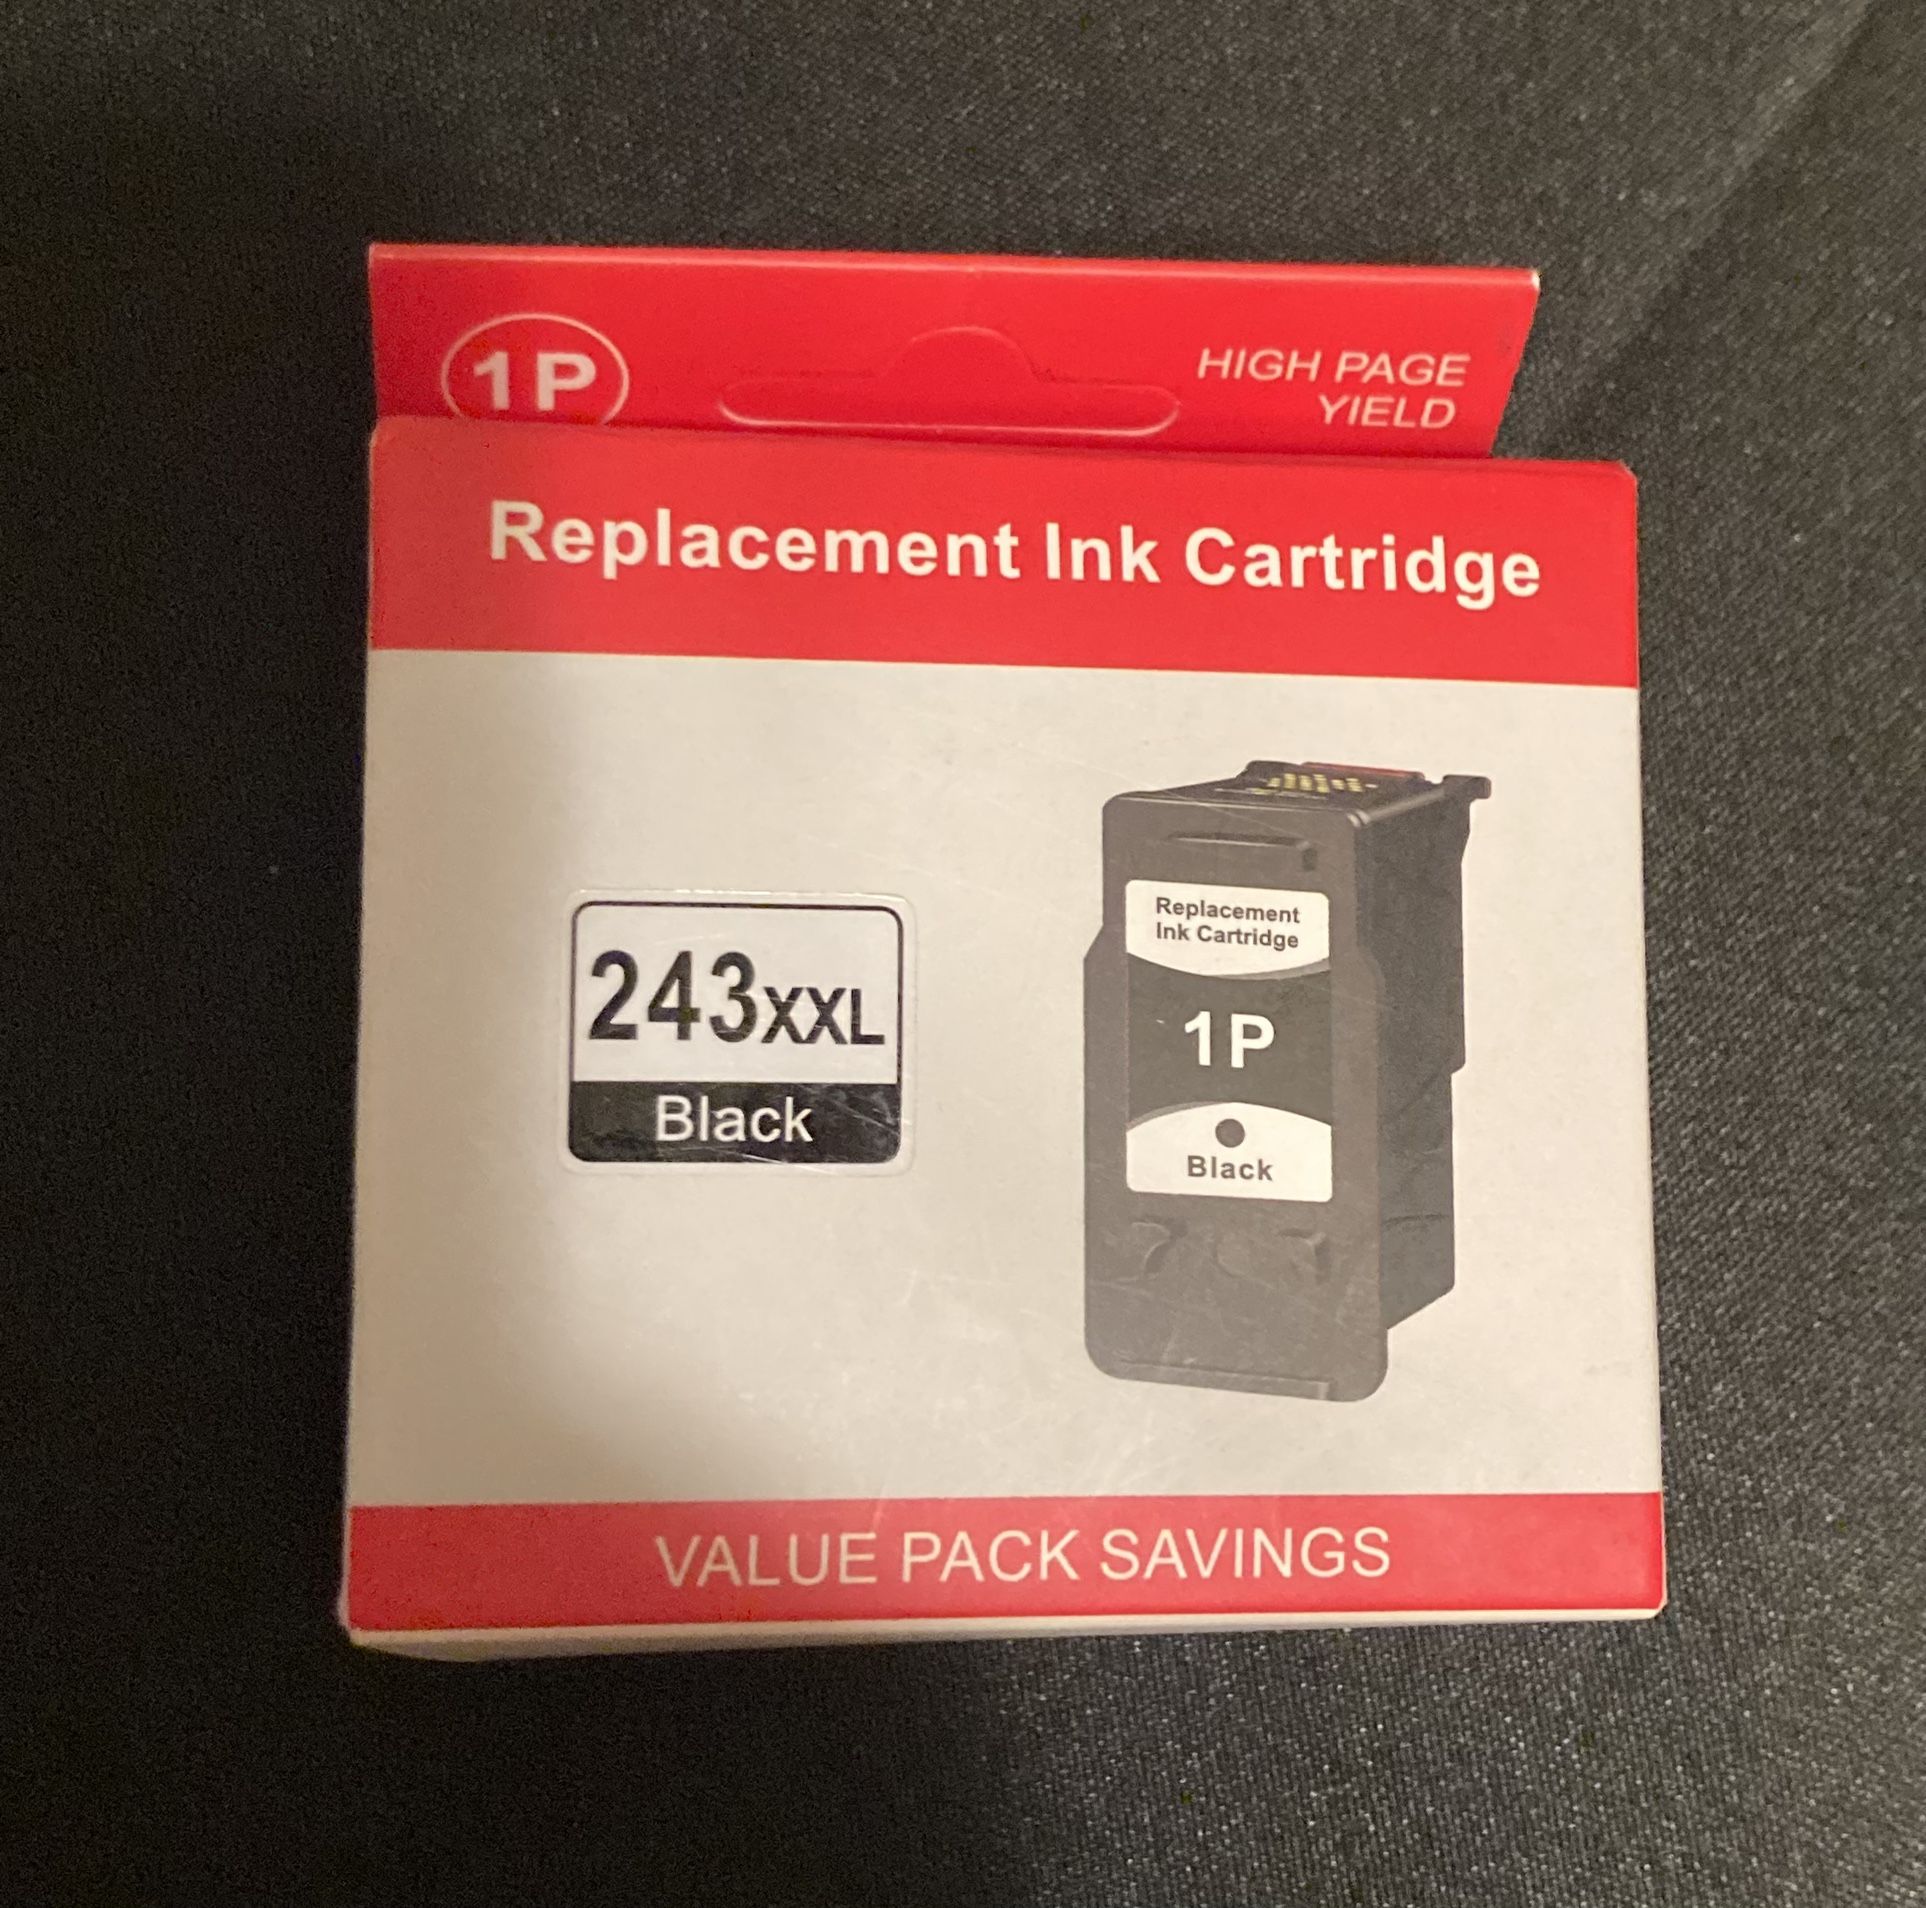 1P
HIGH PAGE
YIELD
Replacement Ink Cartridge
243XXL
Black
Replacement
Ink Cartridge
1P
Black
VALUE PACK SAVINGS